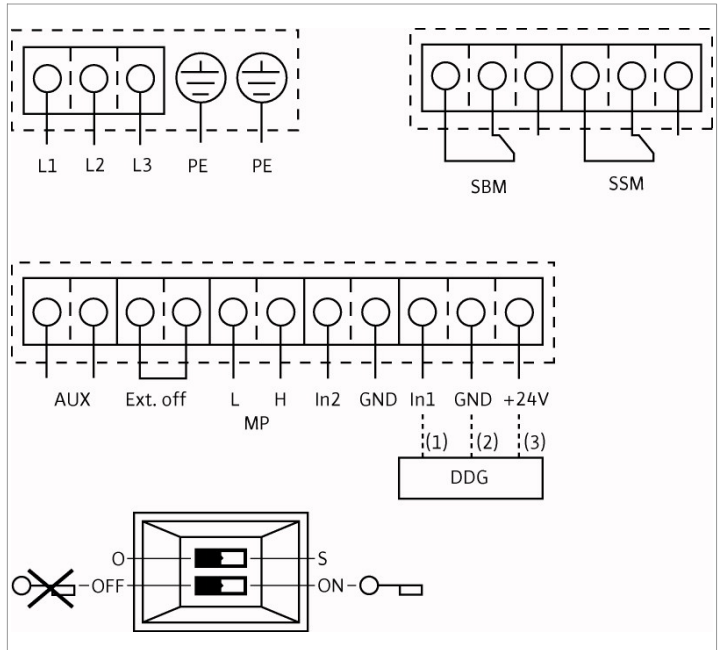 L1 L2 L3 PE PE
SBM SSM
AUX Ext. off L H In2 GND In1 GND +24V
MP
(1) (2) (3)
DDG
O S
OFF ON